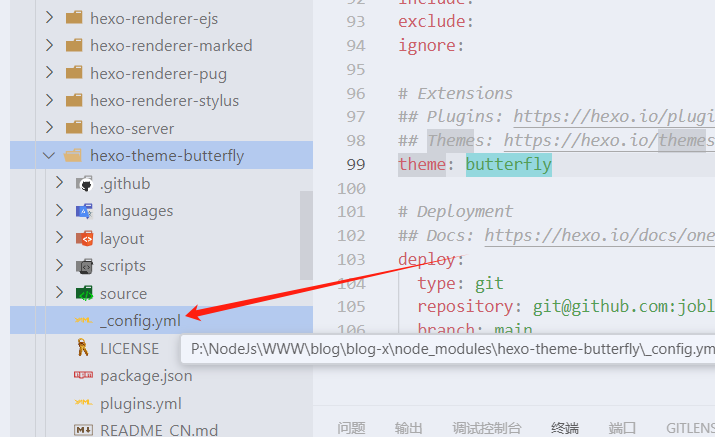 hexo-renderer-ejs
hexo-renderer-marked
hexo-renderer-pug
hexo-renderer-stylus
hexo-server
hexo-theme-butterfly
.github
languages
layout
scripts
source
_config.yml
LICENSE
package.json
plugins.yml
README_CN.md
93 exclude:
94 ignore:
95
96 # Extensions
97 ## Plugins: https://hexo.io/plugi
98 ## Themes: https://hexo.io/themes
99 theme: butterfly
100
101 # Deployment
102 ## Docs: https://hexo.io/docs/one
103 deploy:
104 type: git
105 repository: git@github.com:jobl
106 branch: main
P:\NodeJs\WWW\blog\blog-x\node_modules\hexo-theme-butterfly\_config.ym
问题 输出 调试控制台 终端 端口 GITLENS